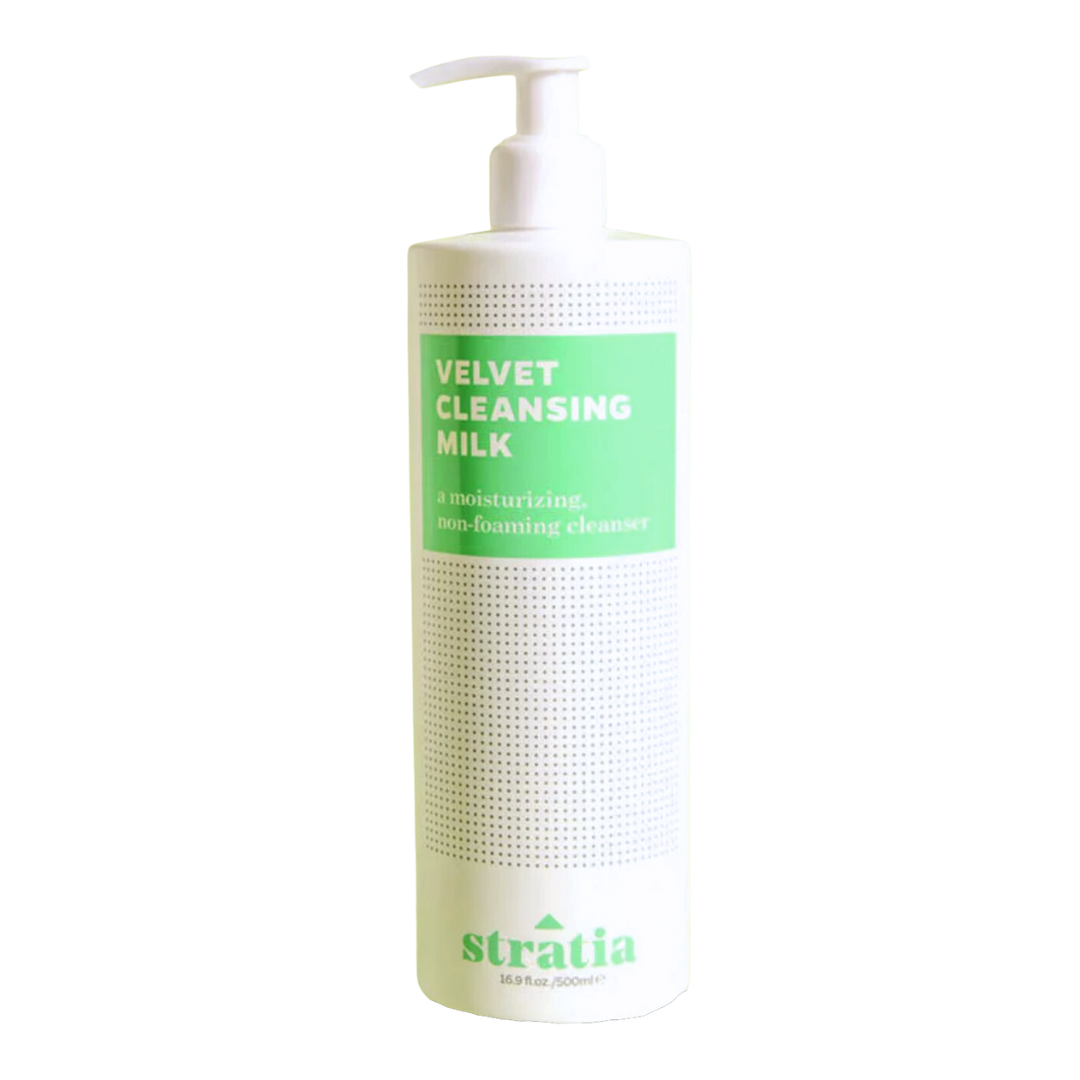 VELVET
CLEANSING
MILK
a moisturizing,
non-foaming cleanser
stratia
16.9 fl.oz./500ml ℮